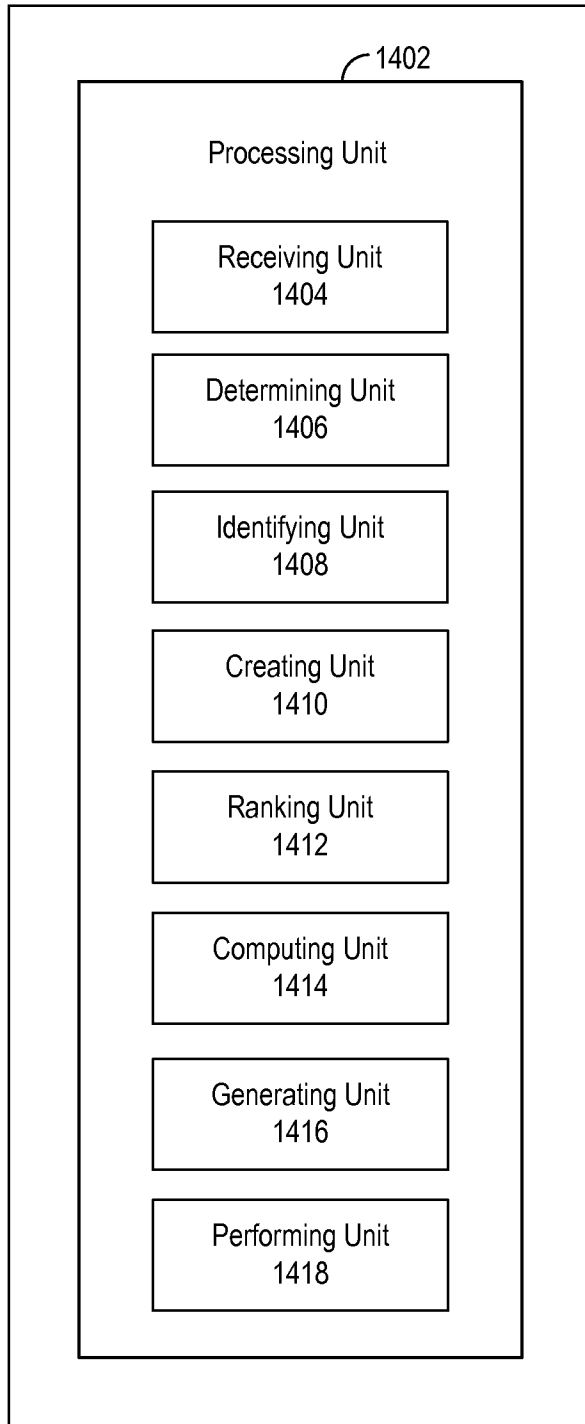 1402
Processing Unit
Receiving Unit
1404
Determining Unit
1406
Identifying Unit
1408
Creating Unit
1410
Ranking Unit
1412
Computing Unit
1414
Generating Unit
1416
Performing Unit
1418